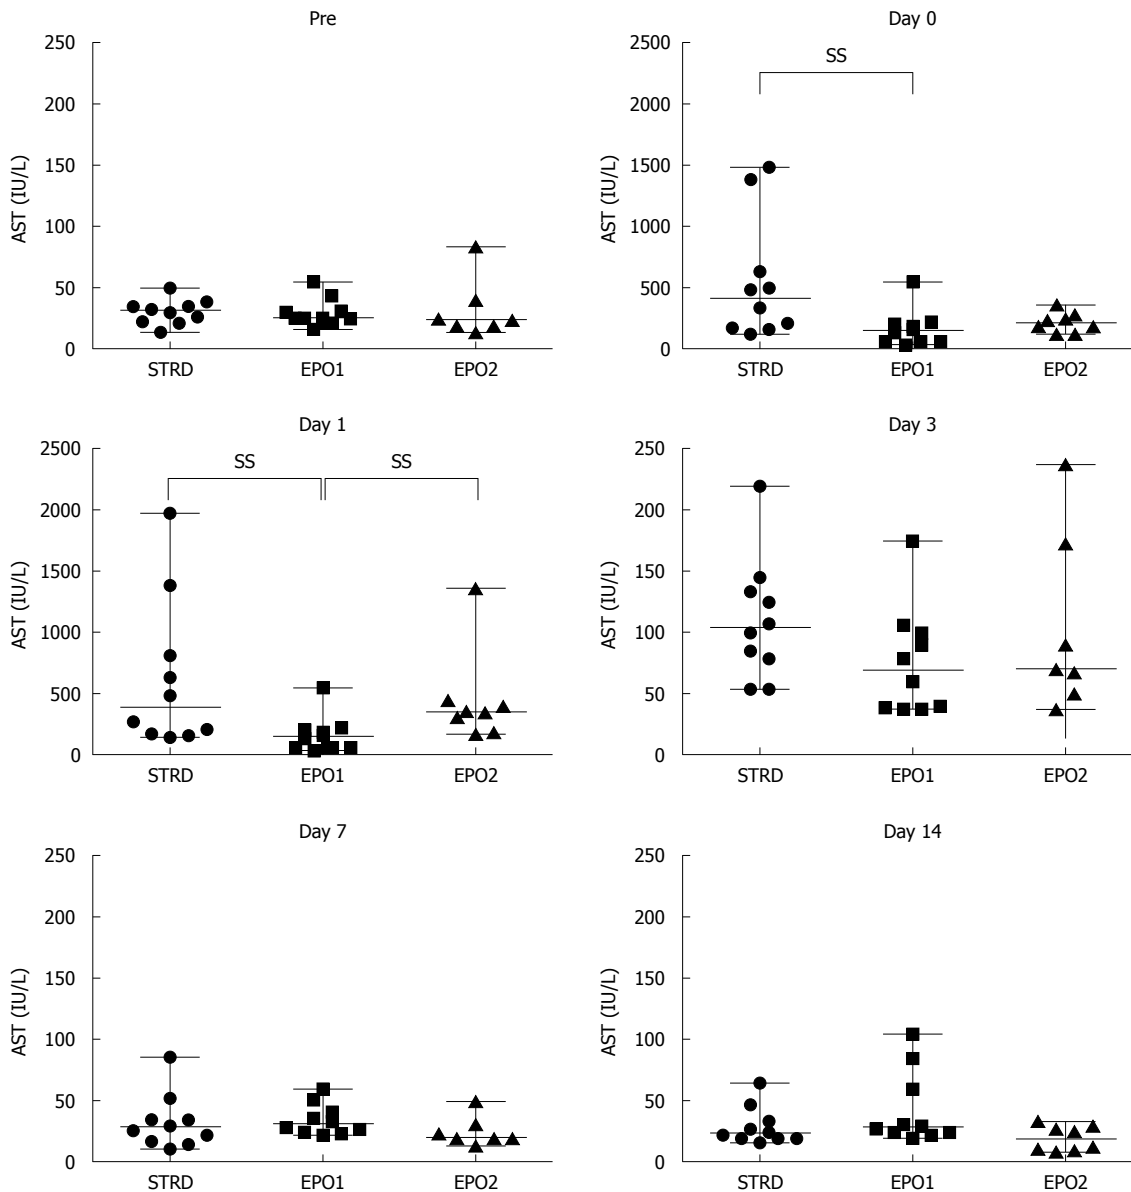 Pre
250
200
150
100
50
0
AST (IU/L)
STRD EPO1 EPO2
Day 0
2500
2000
1500
1000
500
0
AST (IU/L)
SS
STRD EPO1 EPO2
Day 1
2500
2000
1500
1000
500
0
AST (IU/L)
SS SS
STRD EPO1 EPO2
Day 3
250
200
150
100
50
0
AST (IU/L)
STRD EPO1 EPO2
Day 7
250
200
150
100
50
0
AST (IU/L)
STRD EPO1 EPO2
Day 14
250
200
150
100
50
0
AST (IU/L)
STRD EPO1 EPO2